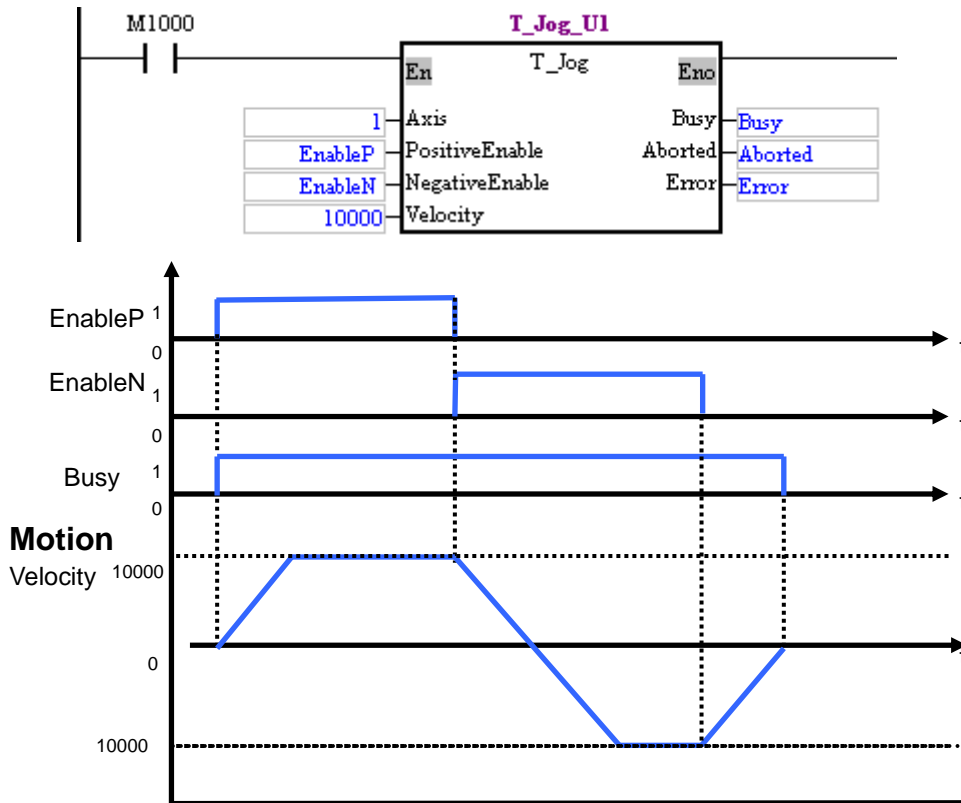 M1000
T_Jog_U1
T_Jog
En Eno
1 Axis Busy Busy
EnableP PositiveEnable Aborted Aborted
EnableN NegativeEnable Error Error
10000 Velocity
EnableP 1
0
EnableN 1
0
Busy 1
0
Motion
Velocity 10000
0
10000